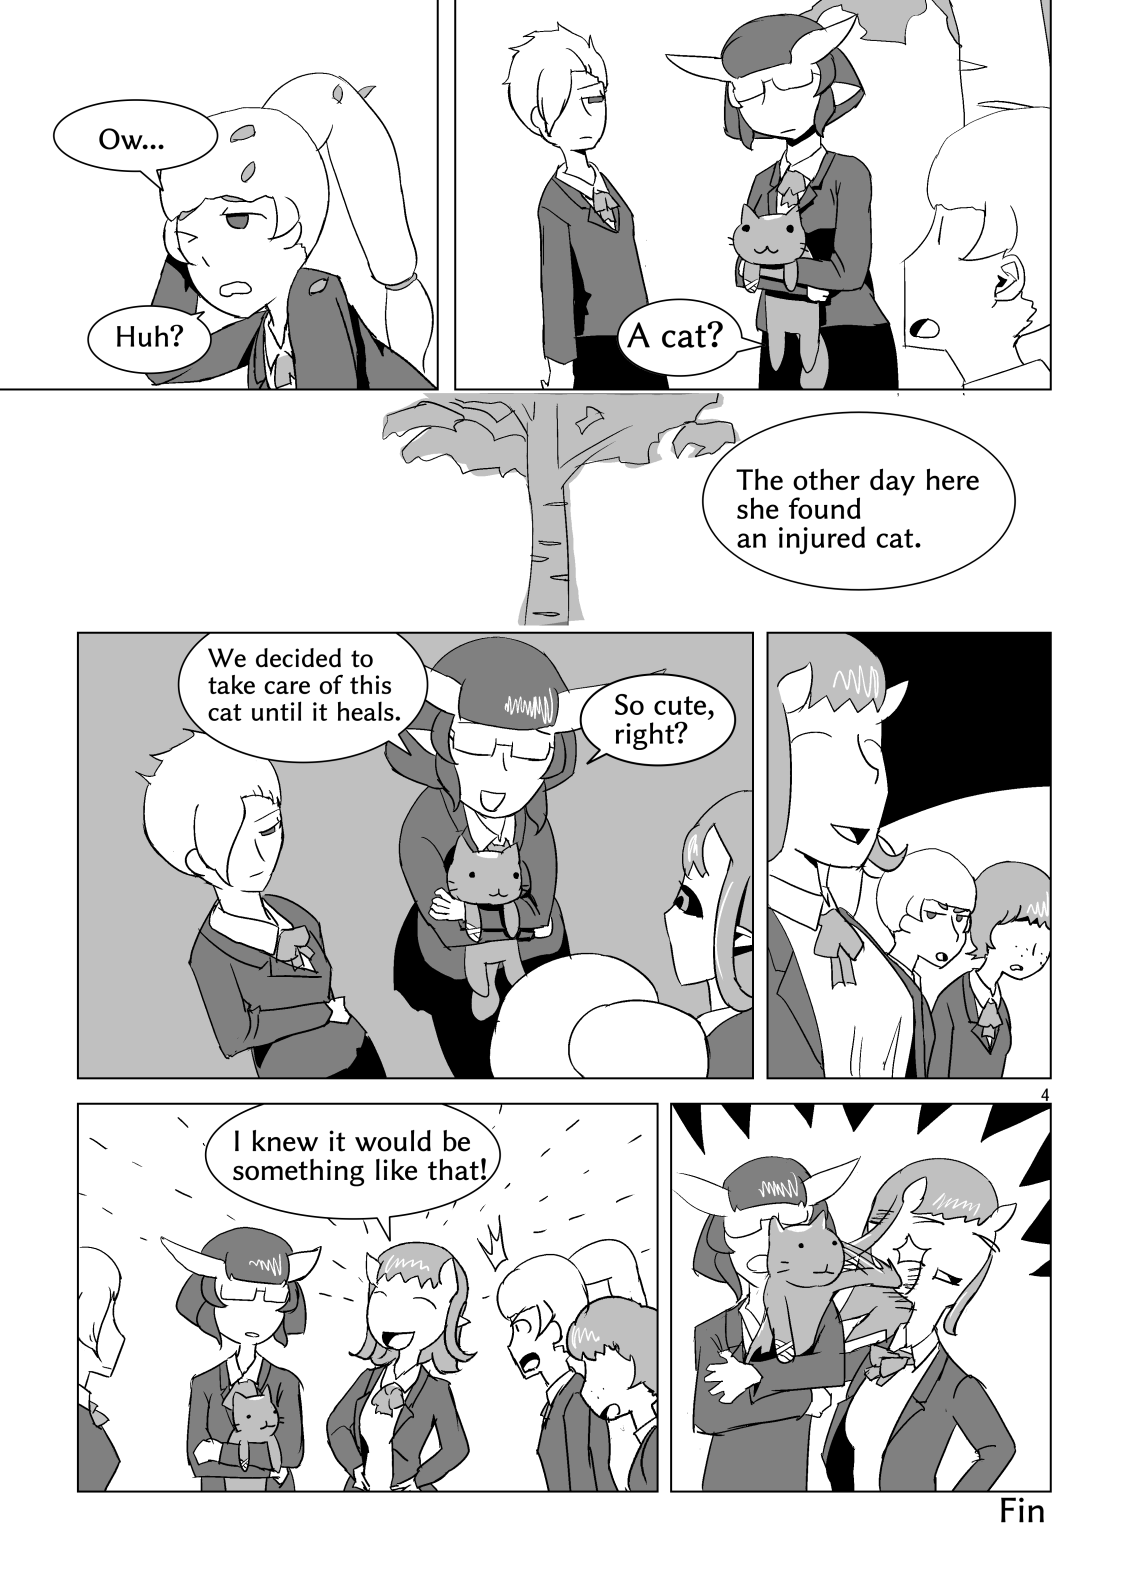 Ow...
Huh?
A cat?
The other day here
she found
an injured cat.
We decided to
take care of this
cat until it heals.
So cute,
right?
4
I knew it would be
something like that!
Fin